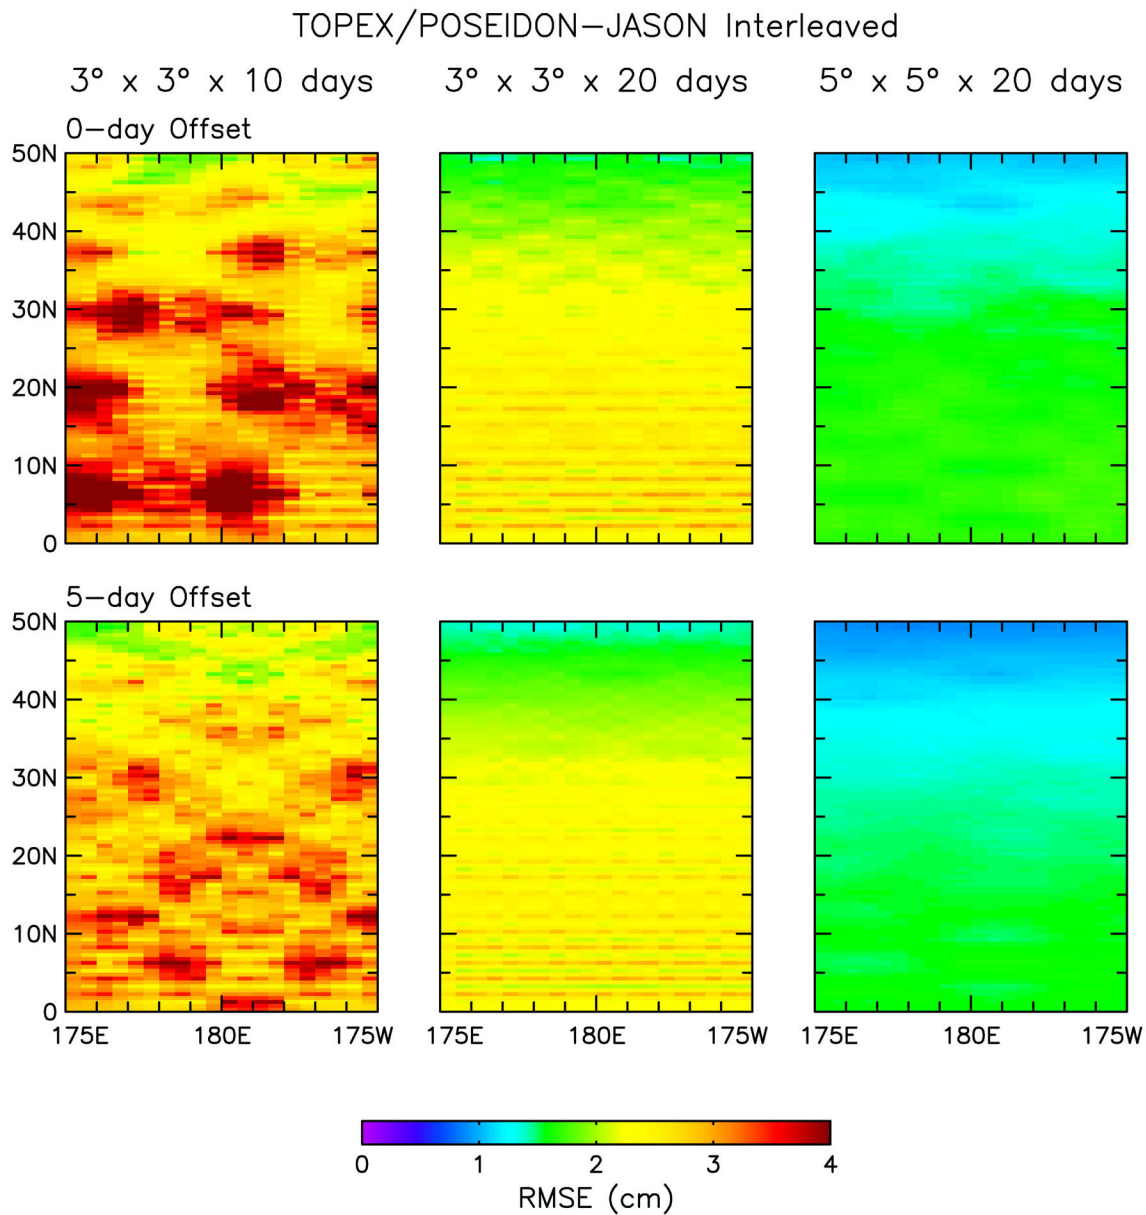 TOPEX/POSEIDON–JASON Interleaved
3° x 3° x 10 days
3° x 3° x 20 days
5° x 5° x 20 days
0–day Offset
50N
40N
30N
20N
10N
0
5–day Offset
50N
40N
30N
20N
10N
0
175E 180E 175W
175E 180E 175W
175E 180E 175W
0 1 2 3 4
RMSE (cm)